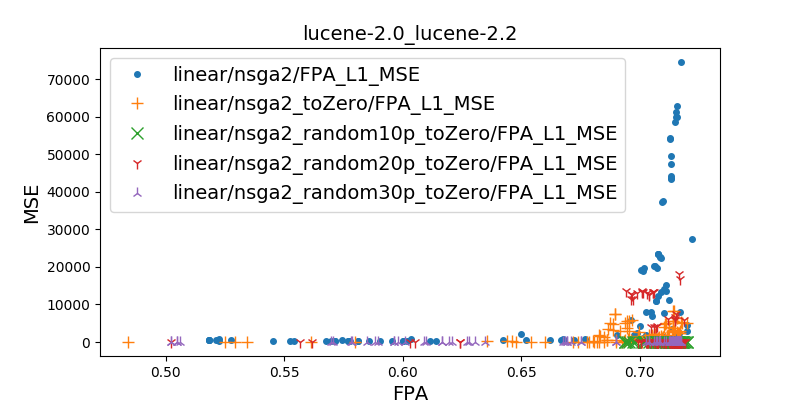 lucene-2.0_lucene-2.2
linear/nsga2/FPA_L1_MSE
linear/nsga2_toZero/FPA_L1_MSE
linear/nsga2_random10p_toZero/FPA_L1_MSE
linear/nsga2_random20p_toZero/FPA_L1_MSE
linear/nsga2_random30p_toZero/FPA_L1_MSE
MSE
70000
60000
50000
40000
30000
20000
10000
0
0.50 0.55 0.60 0.65 0.70
FPA